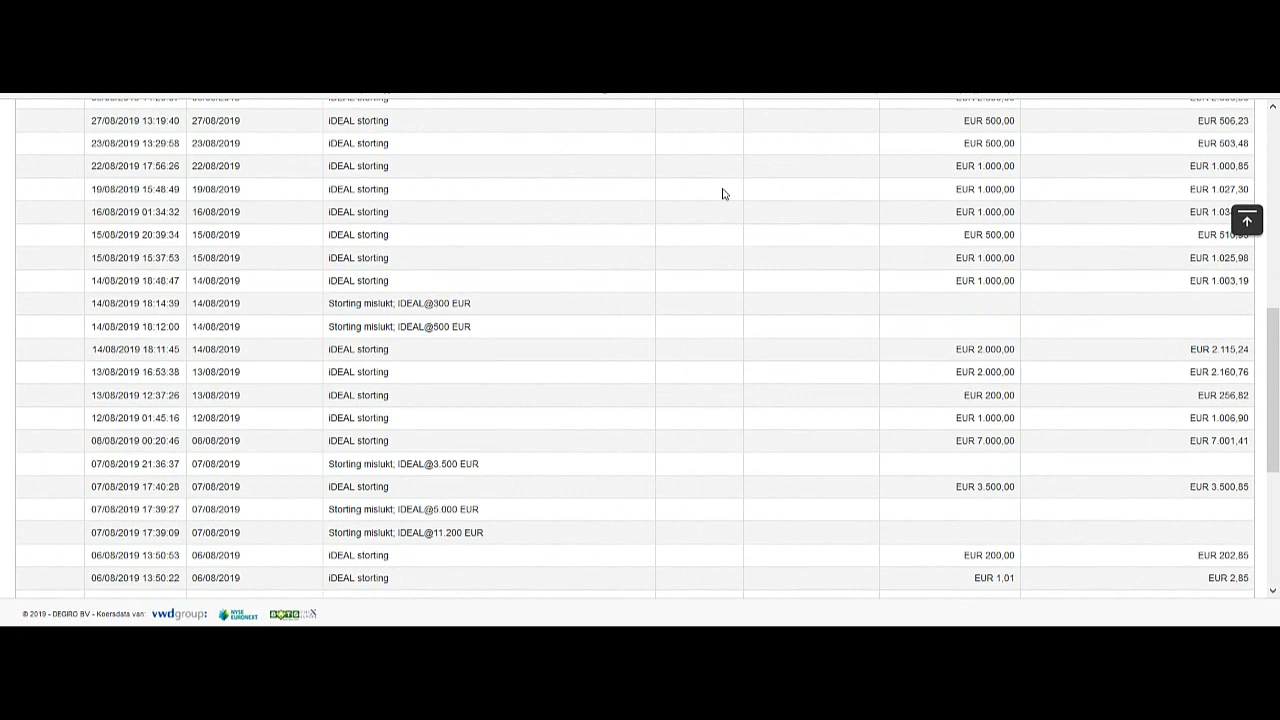 27/08/2019 13:19:40 27/08/2019 iDEAL storting EUR 500,00 EUR 506,23
23/08/2019 13:29:58 23/08/2019 iDEAL storting EUR 500,00 EUR 503,48
22/08/2019 17:56:26 22/08/2019 iDEAL storting EUR 1.000,00 EUR 1.000,85
19/08/2019 15:48:49 19/08/2019 iDEAL storting EUR 1.000,00 EUR 1.027,30
16/08/2019 01:34:32 16/08/2019 iDEAL storting EUR 1.000,00 EUR
15/08/2019 20:39:34 15/08/2019 iDEAL storting EUR 500,00 EUR
15/08/2019 15:37:53 15/08/2019 iDEAL storting EUR 1.000,00 EUR 1.025,98
14/08/2019 18:48:47 14/08/2019 iDEAL storting EUR 1.000,00 EUR 1.003,19
14/08/2019 18:14:39 14/08/2019 Storting mislukt; IDEAL@300 EUR
14/08/2019 18:12:00 14/08/2019 Storting mislukt; IDEAL@500 EUR
14/08/2019 18:11:45 14/08/2019 iDEAL storting EUR 2.000,00 EUR 2.115,24
13/08/2019 16:53:38 13/08/2019 iDEAL storting EUR 2.000,00 EUR 2.160,76
13/08/2019 12:37:26 13/08/2019 iDEAL storting EUR 200,00 EUR 256,82
12/08/2019 01:45:16 12/08/2019 iDEAL storting EUR 1.000,00 EUR 1.006,90
08/08/2019 00:20:46 08/08/2019 iDEAL storting EUR 7.000,00 EUR 7.001,41
07/08/2019 21:36:37 07/08/2019 Storting mislukt; IDEAL@3.500 EUR
07/08/2019 17:40:28 07/08/2019 iDEAL storting EUR 3.500,00 EUR 3.500,85
07/08/2019 17:39:27 07/08/2019 Storting mislukt; IDEAL@5.000 EUR
07/08/2019 17:39:09 07/08/2019 Storting mislukt; IDEAL@11.200 EUR
06/08/2019 13:50:53 06/08/2019 iDEAL storting EUR 200,00 EUR 202,85
06/08/2019 13:50:22 06/08/2019 iDEAL storting EUR 1,01 EUR 2,85
© 2019 - DEGIRO BV - Koersdata van: vwdgroup: NYSE EURONEXT